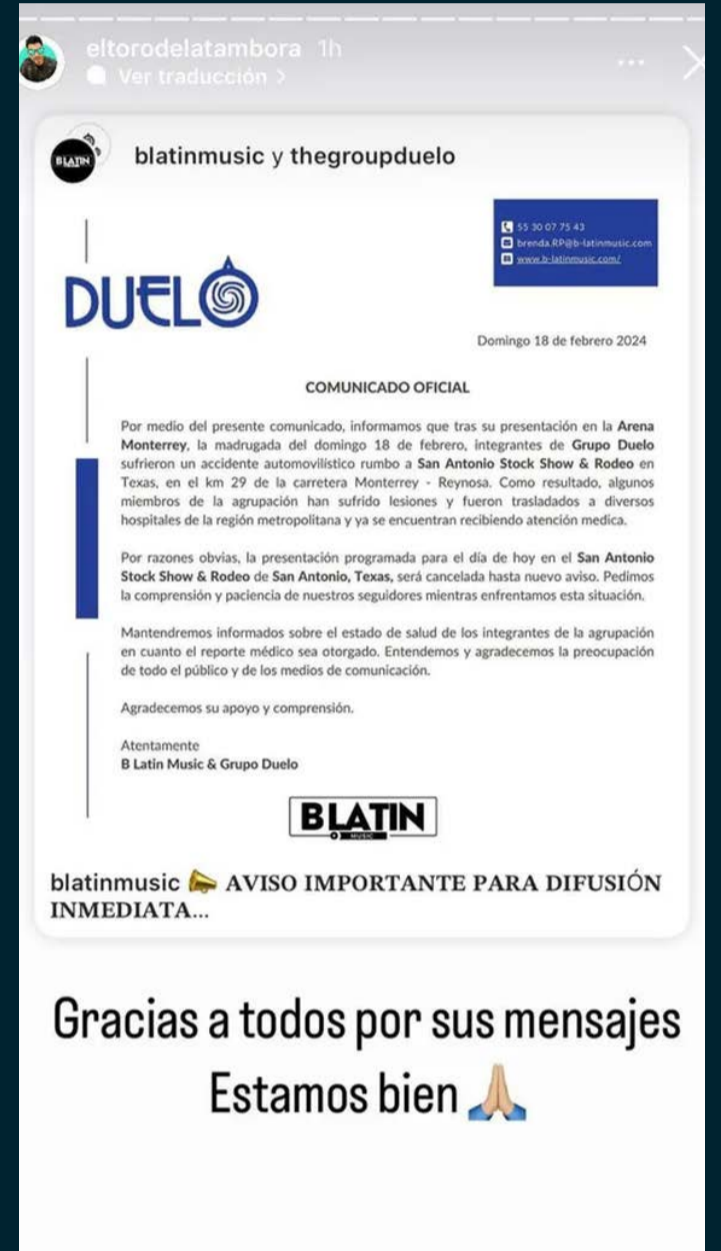 eltorodelatambora 1h
Ver traducción >
BLATIN
blatinmusic y thegroupduelo
55 30 07 75 43
brenda.RP@b-latinmusic.com
www.b-latinmusic.com/
DUELO
Domingo 18 de febrero 2024
COMUNICADO OFICIAL
Por medio del presente comunicado, informamos que tras su presentación en la Arena
Monterrey, la madrugada del domingo 18 de febrero, integrantes de Grupo Duelo
sufrieron un accidente automovilístico rumbo a San Antonio Stock Show & Rodeo en
Texas, en el km 29 de la carretera Monterrey - Reynosa. Como resultado, algunos
miembros de la agrupación han sufrido lesiones y fueron trasladados a diversos
hospitales de la región metropolitana y ya se encuentran recibiendo atención medica.
Por razones obvias, la presentación programada para el día de hoy en el San Antonio
Stock Show & Rodeo de San Antonio, Texas, será cancelada hasta nuevo aviso. Pedimos
la comprensión y paciencia de nuestros seguidores mientras enfrentamos esta situación.
Mantendremos informados sobre el estado de salud de los integrantes de la agrupación
en cuanto el reporte médico sea otorgado. Entendemos y agradecemos la preocupación
de todo el público y de los medios de comunicación.
Agradecemos su apoyo y comprensión.
Atentamente
B Latin Music & Grupo Duelo
BLATIN
MUSIC
blatinmusic 📣 AVISO IMPORTANTE PARA DIFUSIÓN
INMEDIATA...
Gracias a todos por sus mensajes
Estamos bien 🙏🏼